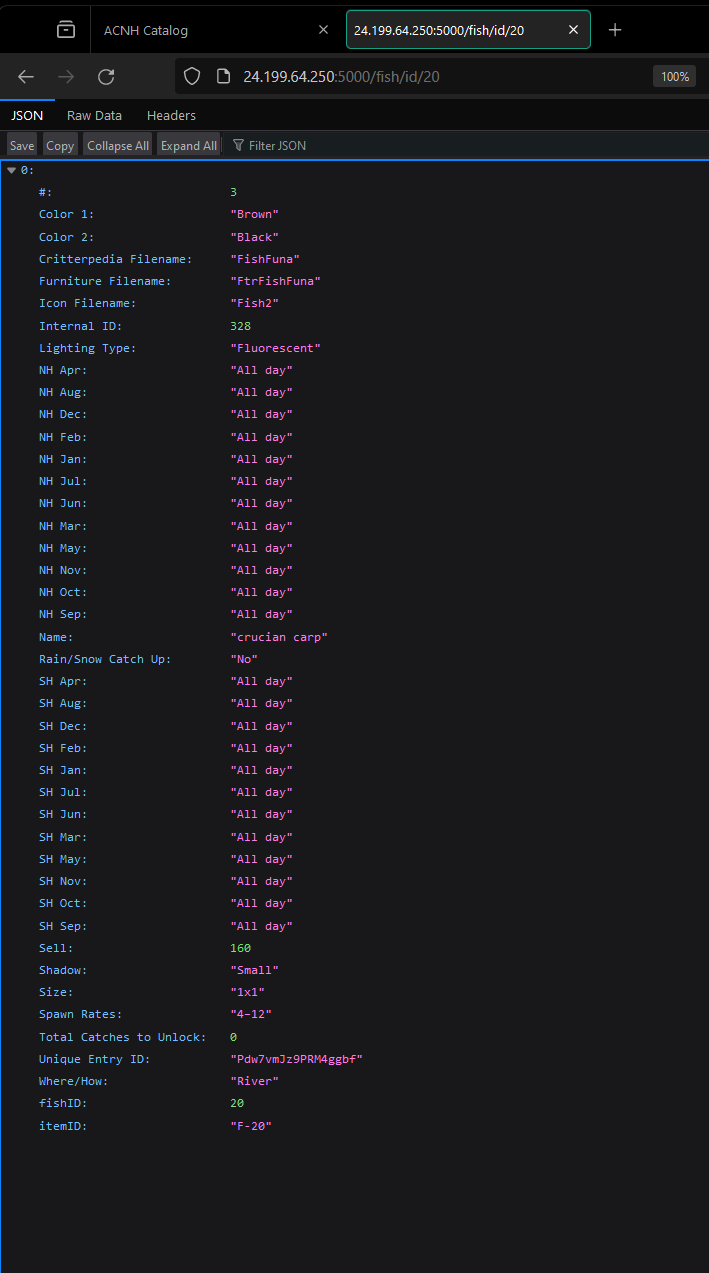 ACNH Catalog
24.199.64.250:5000/fish/id/20
24.199.64.250:5000/fish/id/20
100%
JSON Raw Data Headers
Save Copy Collapse All Expand All Filter JSON
0:
#: 3
Color 1: "Brown"
Color 2: "Black"
Critterpedia Filename: "FishFuna"
Furniture Filename: "FtrFishFuna"
Icon Filename: "Fish2"
Internal ID: 328
Lighting Type: "Fluorescent"
NH Apr: "All day"
NH Aug: "All day"
NH Dec: "All day"
NH Feb: "All day"
NH Jan: "All day"
NH Jul: "All day"
NH Jun: "All day"
NH Mar: "All day"
NH May: "All day"
NH Nov: "All day"
NH Oct: "All day"
NH Sep: "All day"
Name: "crucian carp"
Rain/Snow Catch Up: "No"
SH Apr: "All day"
SH Aug: "All day"
SH Dec: "All day"
SH Feb: "All day"
SH Jan: "All day"
SH Jul: "All day"
SH Jun: "All day"
SH Mar: "All day"
SH May: "All day"
SH Nov: "All day"
SH Oct: "All day"
SH Sep: "All day"
Sell: 160
Shadow: "Small"
Size: "1x1"
Spawn Rates: "4–12"
Total Catches to Unlock: 0
Unique Entry ID: "Pdw7vmJz9PRM4ggbf"
Where/How: "River"
fishID: 20
itemID: "F-20"